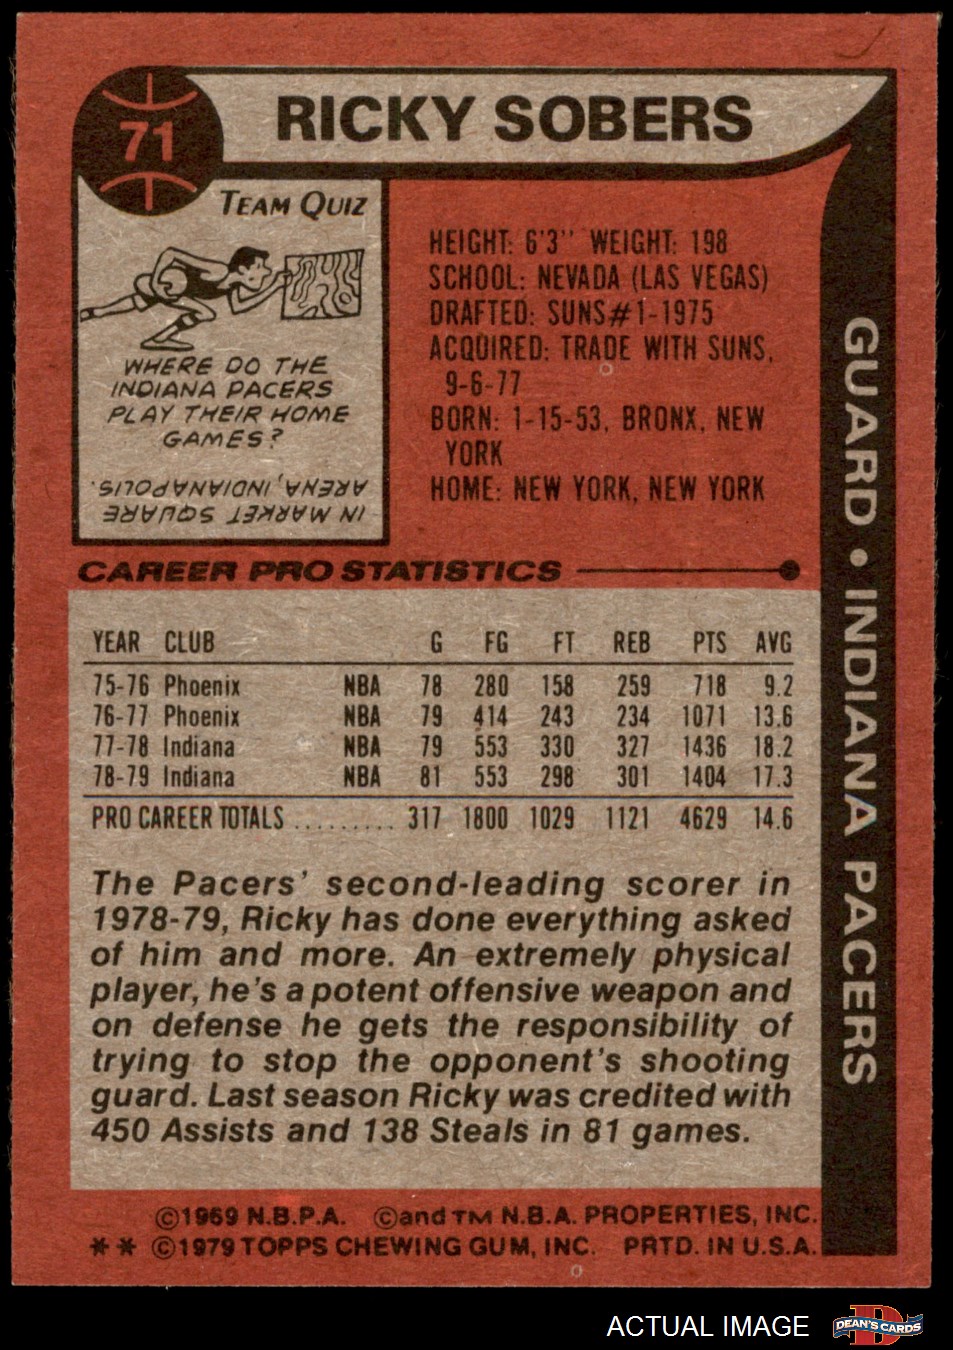 71
RICKY SOBERS
TEAM QUIZ
WHERE DO THE
INDIANA PACERS
PLAY THEIR HOME
GAMES?
IN MARKET SQUARE
ARENA, INDIANAPOLIS.
HEIGHT: 6'3" WEIGHT: 198
SCHOOL: NEVADA (LAS VEGAS)
DRAFTED: SUNS#1-1975
ACQUIRED: TRADE WITH SUNS,
9-6-77
BORN: 1-15-53, BRONX, NEW
YORK
HOME: NEW YORK, NEW YORK
GUARD • INDIANA PACERS
CAREER PRO STATISTICS
YEAR CLUB G FG FT REB PTS AVG
75-76 Phoenix NBA 78 280 158 259 718 9.2
76-77 Phoenix NBA 79 414 243 234 1071 13.6
77-78 Indiana NBA 79 553 330 327 1436 18.2
78-79 Indiana NBA 81 553 298 301 1404 17.3
PRO CAREER TOTALS .......... 317 1800 1029 1121 4629 14.6
The Pacers' second-leading scorer in
1978-79, Ricky has done everything asked
of him and more. An extremely physical
player, he's a potent offensive weapon and
on defense he gets the responsibility of
trying to stop the opponent's shooting
guard. Last season Ricky was credited with
450 Assists and 138 Steals in 81 games.
©1969 N.B.P.A. ©and TM N.B.A. PROPERTIES, INC.
** ©1979 TOPPS CHEWING GUM, INC. PRTD. IN U.S.A.
ACTUAL IMAGE
D
DEAN'S CARDS